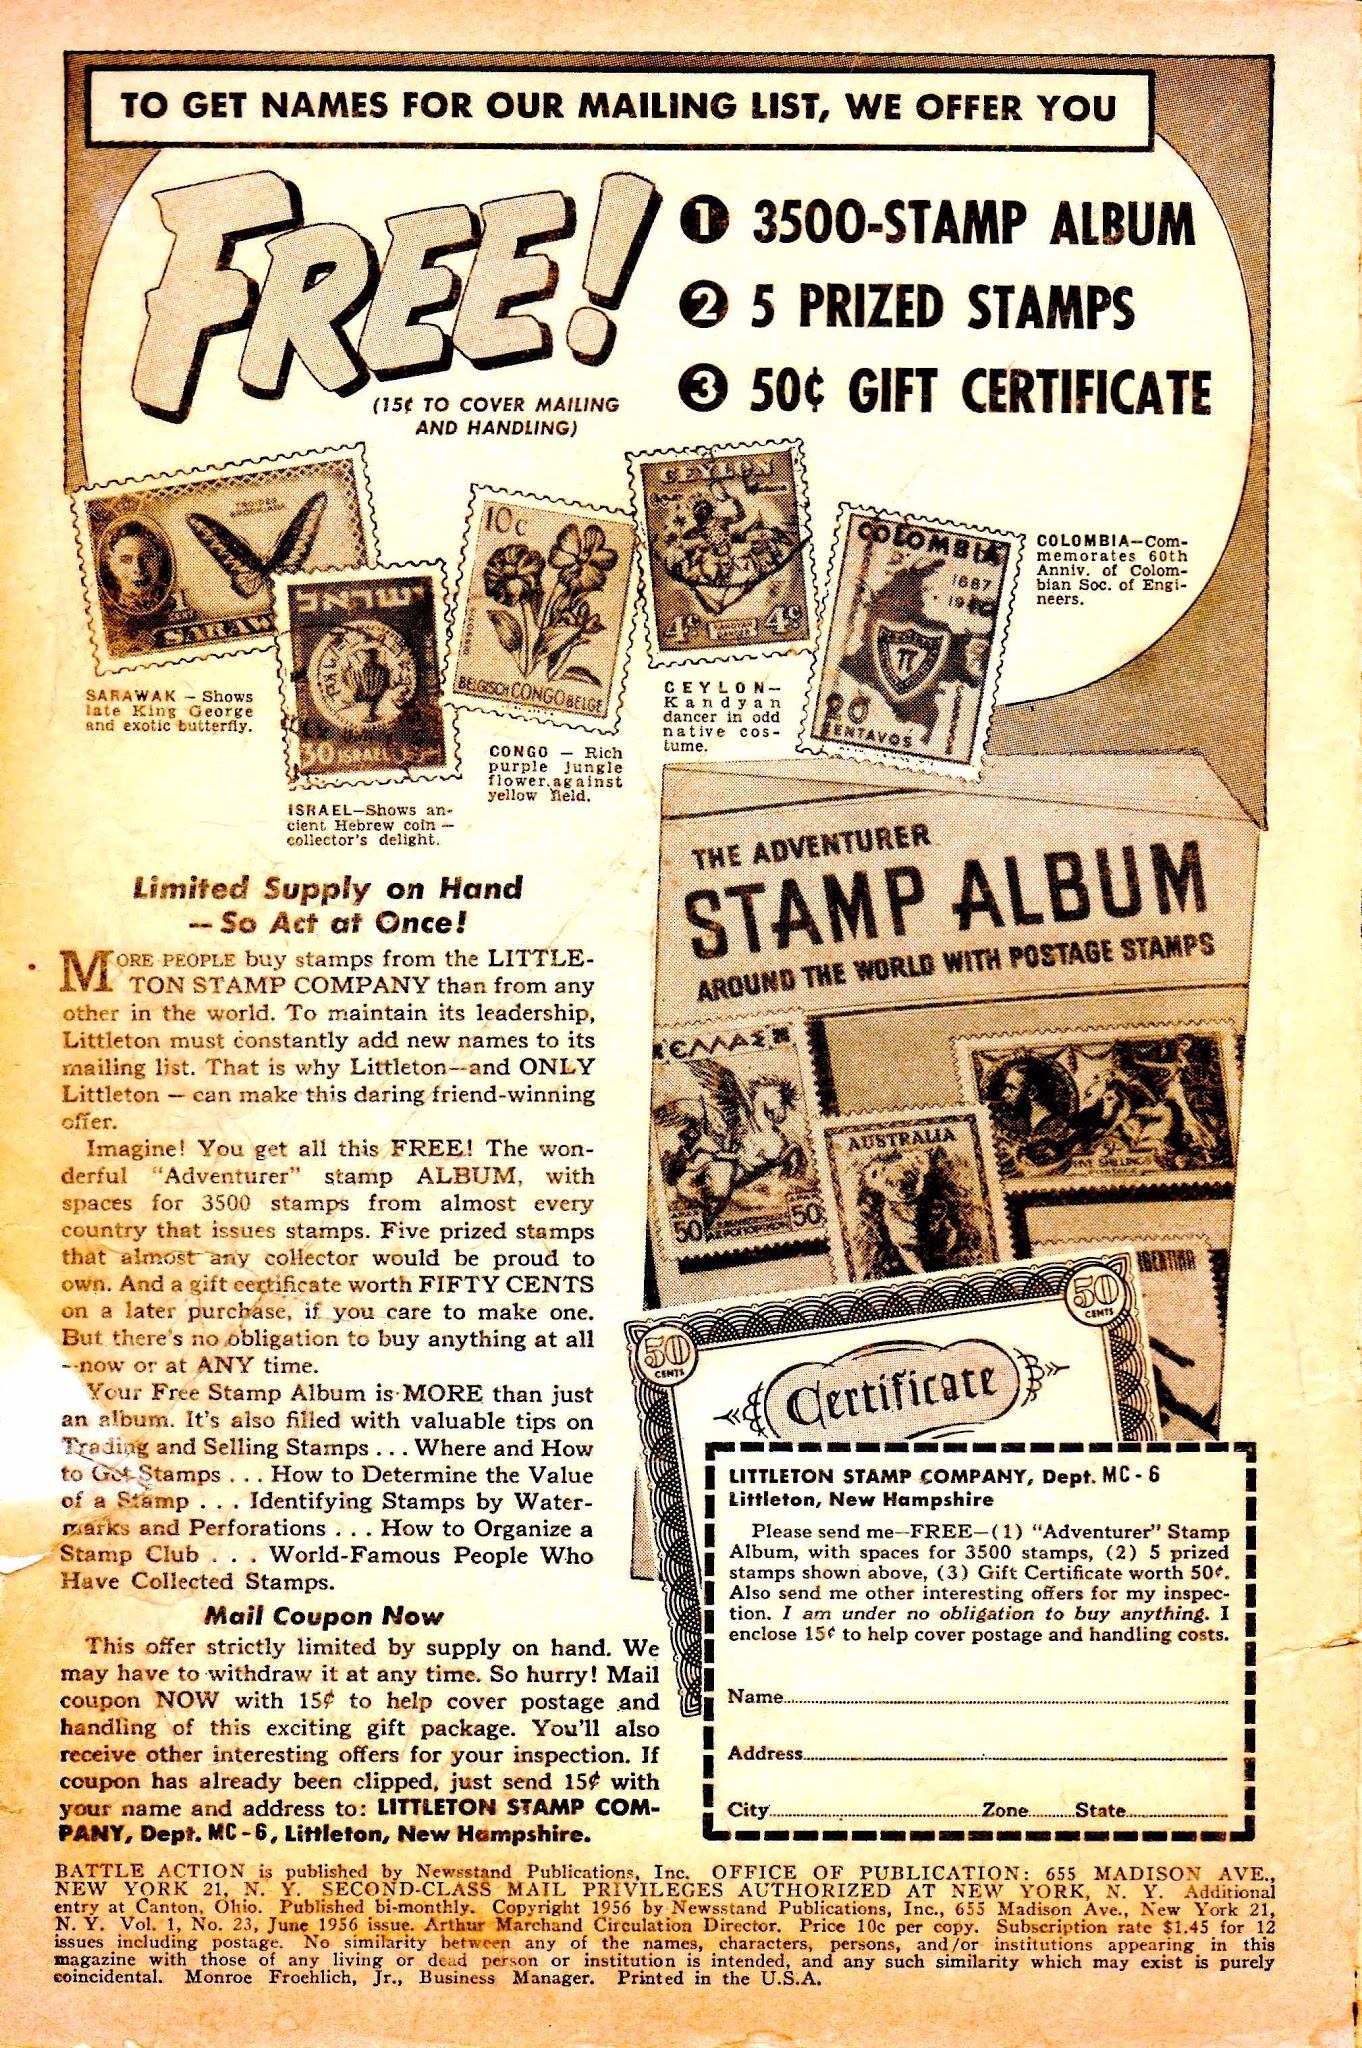 TO GET NAMES FOR OUR MAILING LIST, WE OFFER YOU
FREE!
(15¢ TO COVER MAILING
AND HANDLING)
1 3500-STAMP ALBUM
2 5 PRIZED STAMPS
3 50¢ GIFT CERTIFICATE
SARAWAK
ישראל
10c
BELGISCH CONGO BELGE
CEYLON
4c
4c
COLOMBIA
1887
20
CENTAVOS
SARAWAK – Shows
late King George
and exotic butterfly.
ISRAEL—Shows an-
cient Hebrew coin —
collector's delight.
CONGO — Rich
purple jungle
flower against
yellow field.
CEYLON—
Kandyan
dancer in odd
native cos-
tume.
COLOMBIA—Com-
memorates 60th
Anniv. of Colom-
bian Soc. of Engi-
neers.
THE ADVENTURER
STAMP ALBUM
AROUND THE WORLD WITH POSTAGE STAMPS
ΕΛΛΑΣ
50
50
AUSTRALIA
50
CENTS
50
CENTS
Certificate
Limited Supply on Hand
— So Act at Once!
MORE PEOPLE buy stamps from the LITTLE-
TON STAMP COMPANY than from any
other in the world. To maintain its leadership,
Littleton must constantly add new names to its
mailing list. That is why Littleton—and ONLY
Littleton — can make this daring friend-winning
offer.
Imagine! You get all this FREE! The won-
derful "Adventurer" stamp ALBUM, with
spaces for 3500 stamps from almost every
country that issues stamps. Five prized stamps
that almost any collector would be proud to
own. And a gift certificate worth FIFTY CENTS
on a later purchase, if you care to make one.
But there's no obligation to buy anything at all
—now or at ANY time.
Your Free Stamp Album is MORE than just
an album. It's also filled with valuable tips on
Trading and Selling Stamps . . . Where and How
to Get Stamps . . . How to Determine the Value
of a Stamp . . . Identifying Stamps by Water-
marks and Perforations . . . How to Organize a
Stamp Club . . . World-Famous People Who
Have Collected Stamps.
Mail Coupon Now
This offer strictly limited by supply on hand. We
may have to withdraw it at any time. So hurry! Mail
coupon NOW with 15¢ to help cover postage and
handling of this exciting gift package. You'll also
receive other interesting offers for your inspection. If
coupon has already been clipped, just send 15¢ with
your name and address to: LITTLETON STAMP COM-
PANY, Dept. MC-6, Littleton, New Hampshire.
LITTLETON STAMP COMPANY, Dept. MC-6
Littleton, New Hampshire
Please send me—FREE—(1) "Adventurer" Stamp
Album, with spaces for 3500 stamps, (2) 5 prized
stamps shown above, (3) Gift Certificate worth 50¢.
Also send me other interesting offers for my inspec-
tion. I am under no obligation to buy anything. I
enclose 15¢ to help cover postage and handling costs.
Name
Address
City Zone State
BATTLE ACTION is published by Newsstand Publications, Inc. OFFICE OF PUBLICATION: 655 MADISON AVE.,
NEW YORK 21, N. Y. SECOND-CLASS MAIL PRIVILEGES AUTHORIZED AT NEW YORK, N. Y. Additional
entry at Canton, Ohio. Published bi-monthly. Copyright 1956 by Newsstand Publications, Inc., 655 Madison Ave., New York 21,
N. Y. Vol. 1, No. 23, June 1956 issue. Arthur Marchand Circulation Director. Price 10c per copy. Subscription rate $1.45 for 12
issues including postage. No similarity between any of the names, characters, persons, and/or institutions appearing in this
magazine with those of any living or dead person or institution is intended, and any such similarity which may exist is purely
coincidental. Monroe Froehlich, Jr., Business Manager. Printed in the U.S.A.